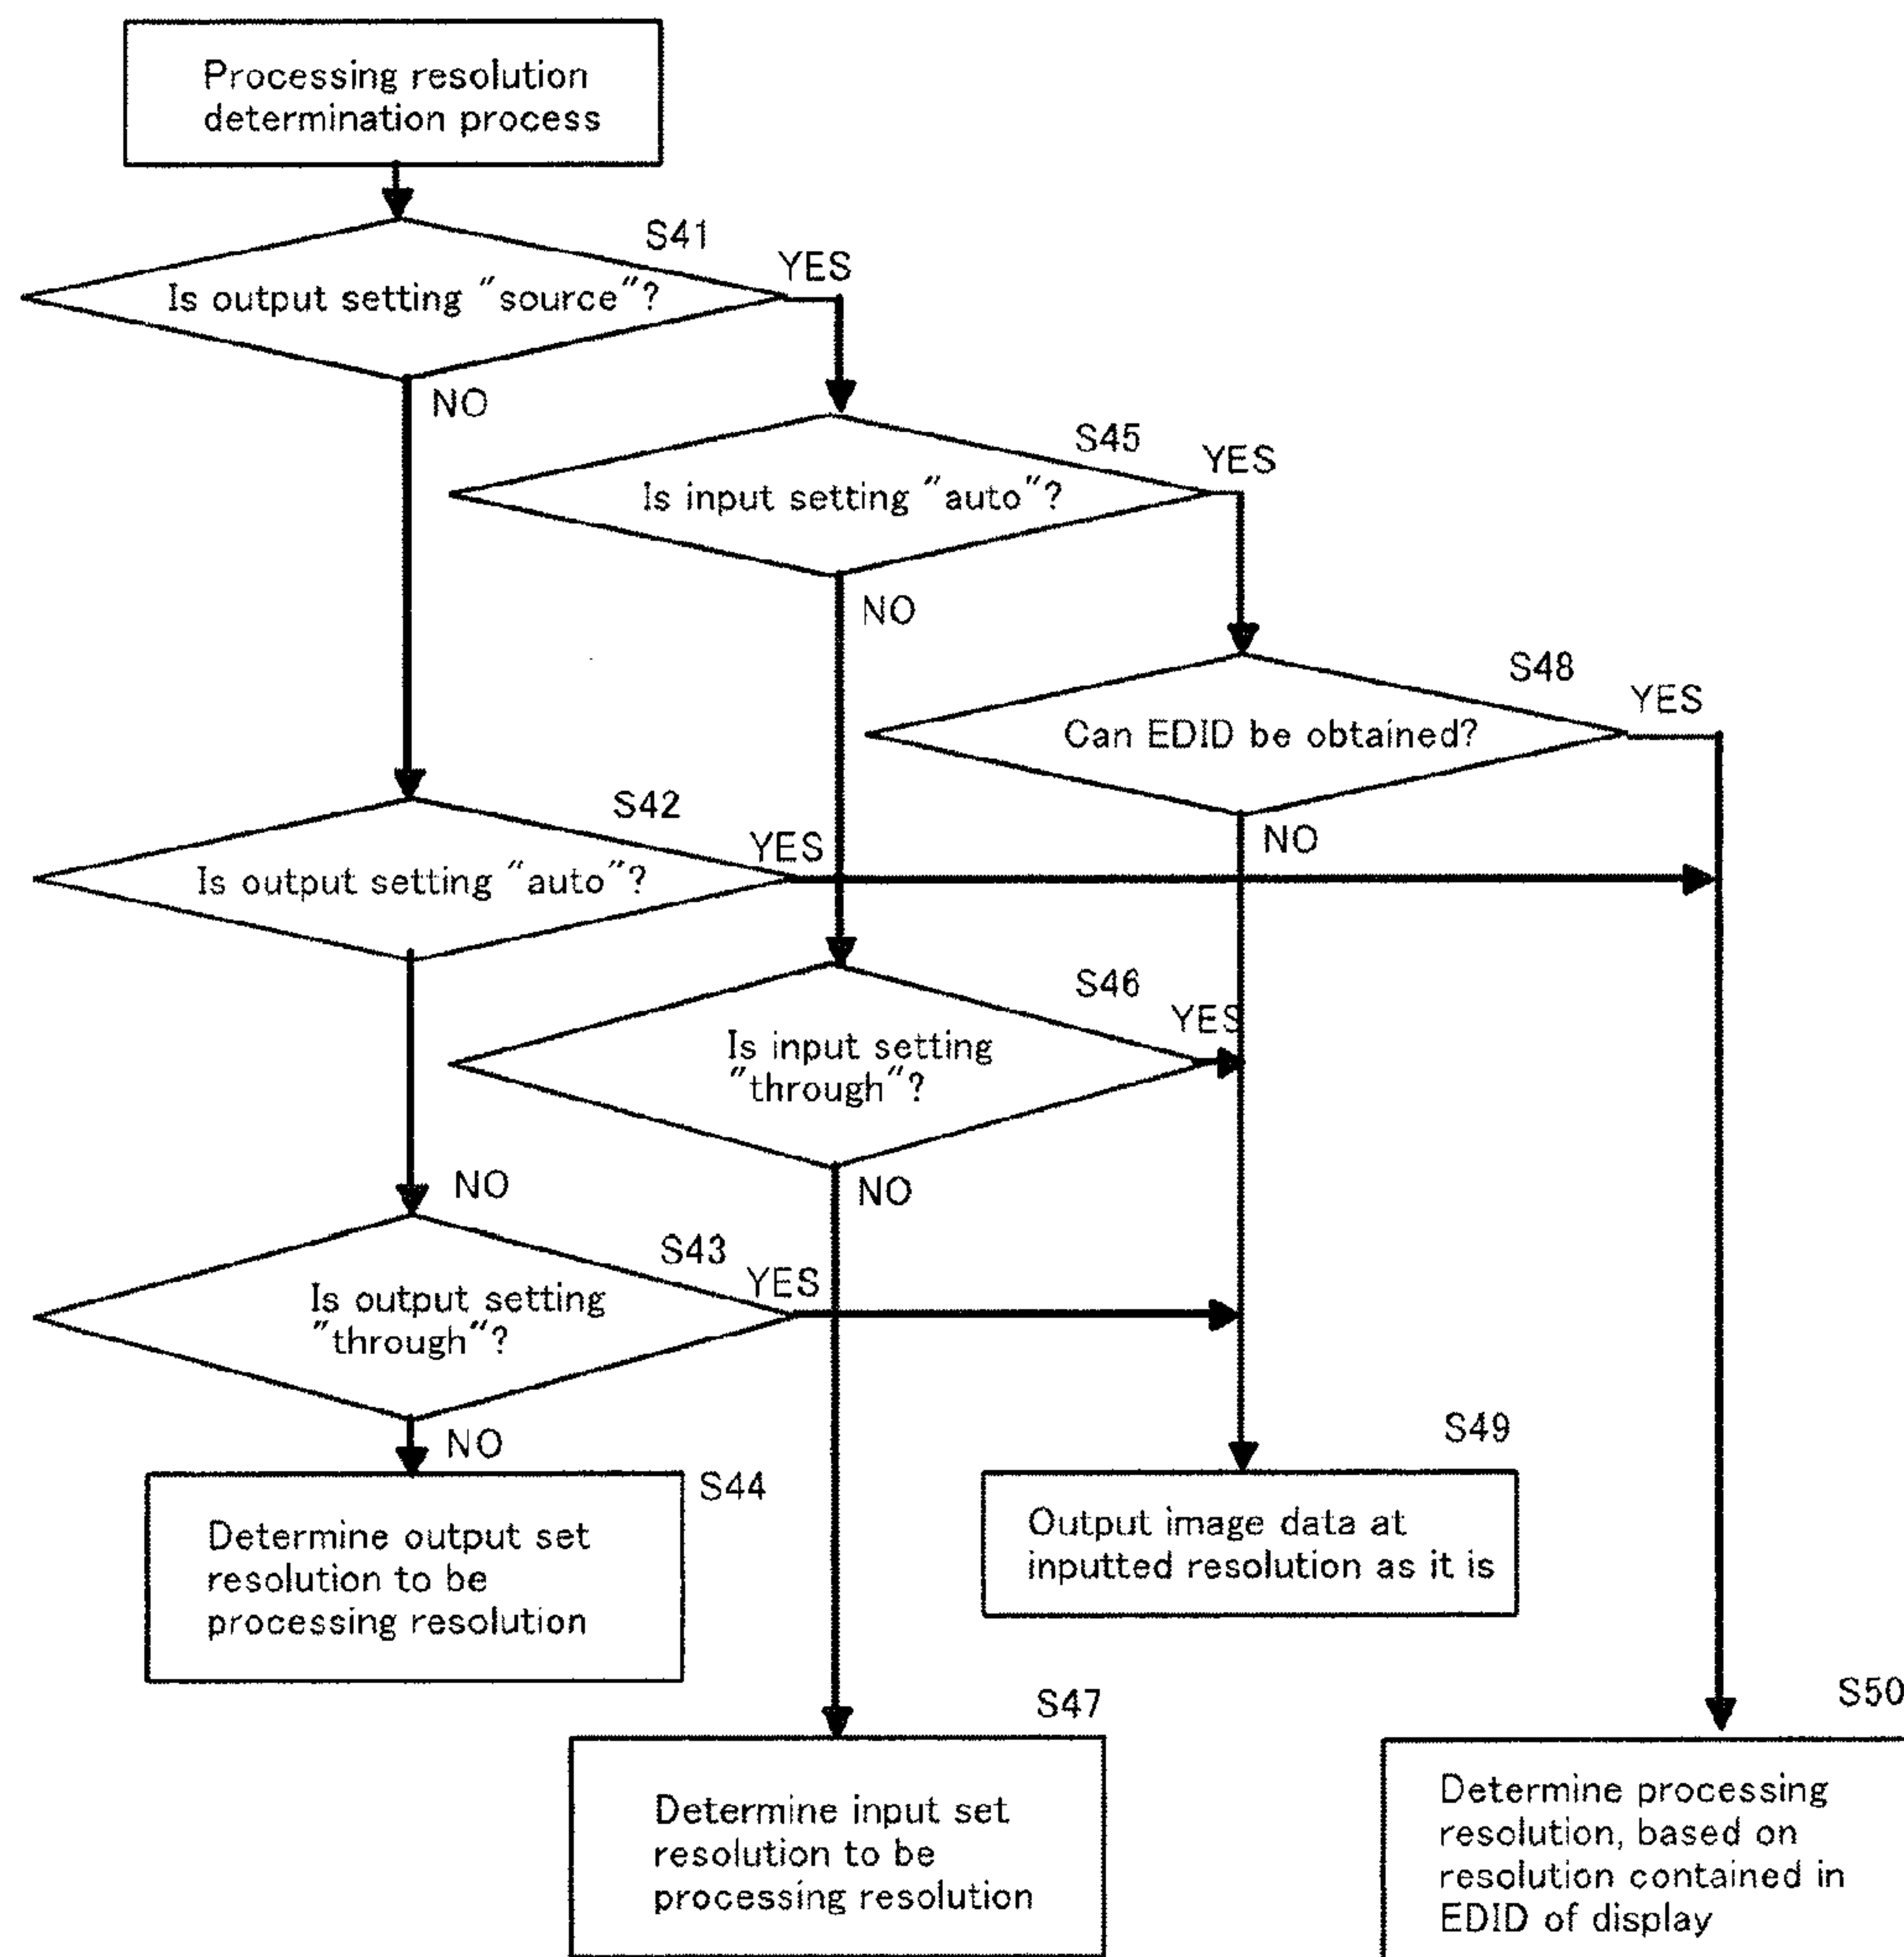 Processing resolution
determination process
S41
YES
Is output setting "source"?
NO
S45
YES
Is input setting "auto"?
NO
S48
YES
Can EDID be obtained?
NO
S42
YES
Is output setting "auto"?
S46
YES
Is input setting
"through"?
NO
NO
S43
YES
Is output setting
"through"?
NO
S44
Determine output set
resolution to be
processing resolution
S49
Output image data at
inputted resolution as it is
S47
Determine input set
resolution to be
processing resolution
S50
Determine processing
resolution, based on
resolution contained in
EDID of display